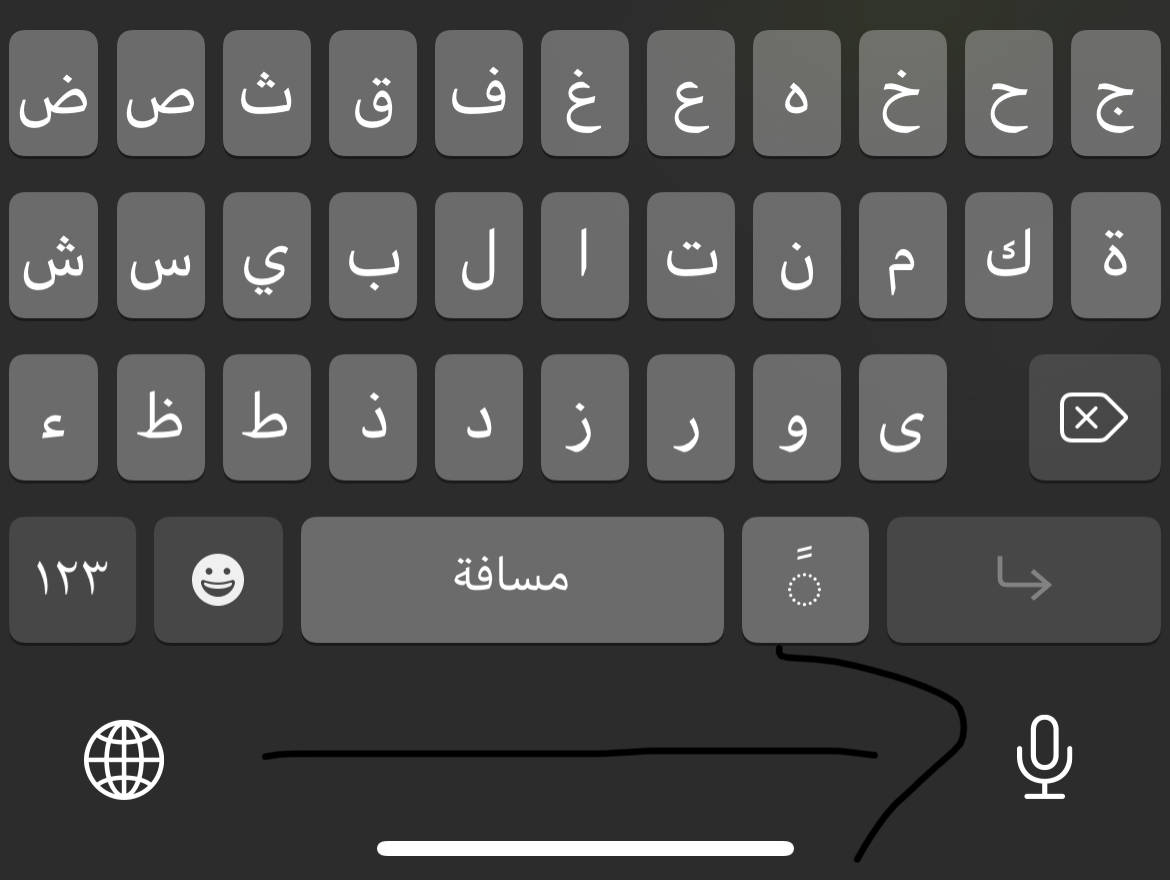 ض ص ث ق ف غ ع ه خ ح ج
ش س ي ب ل ا ت ن م ك ة
ء ظ ط ذ د ز ر و ى
١٢٣ مسافة ً